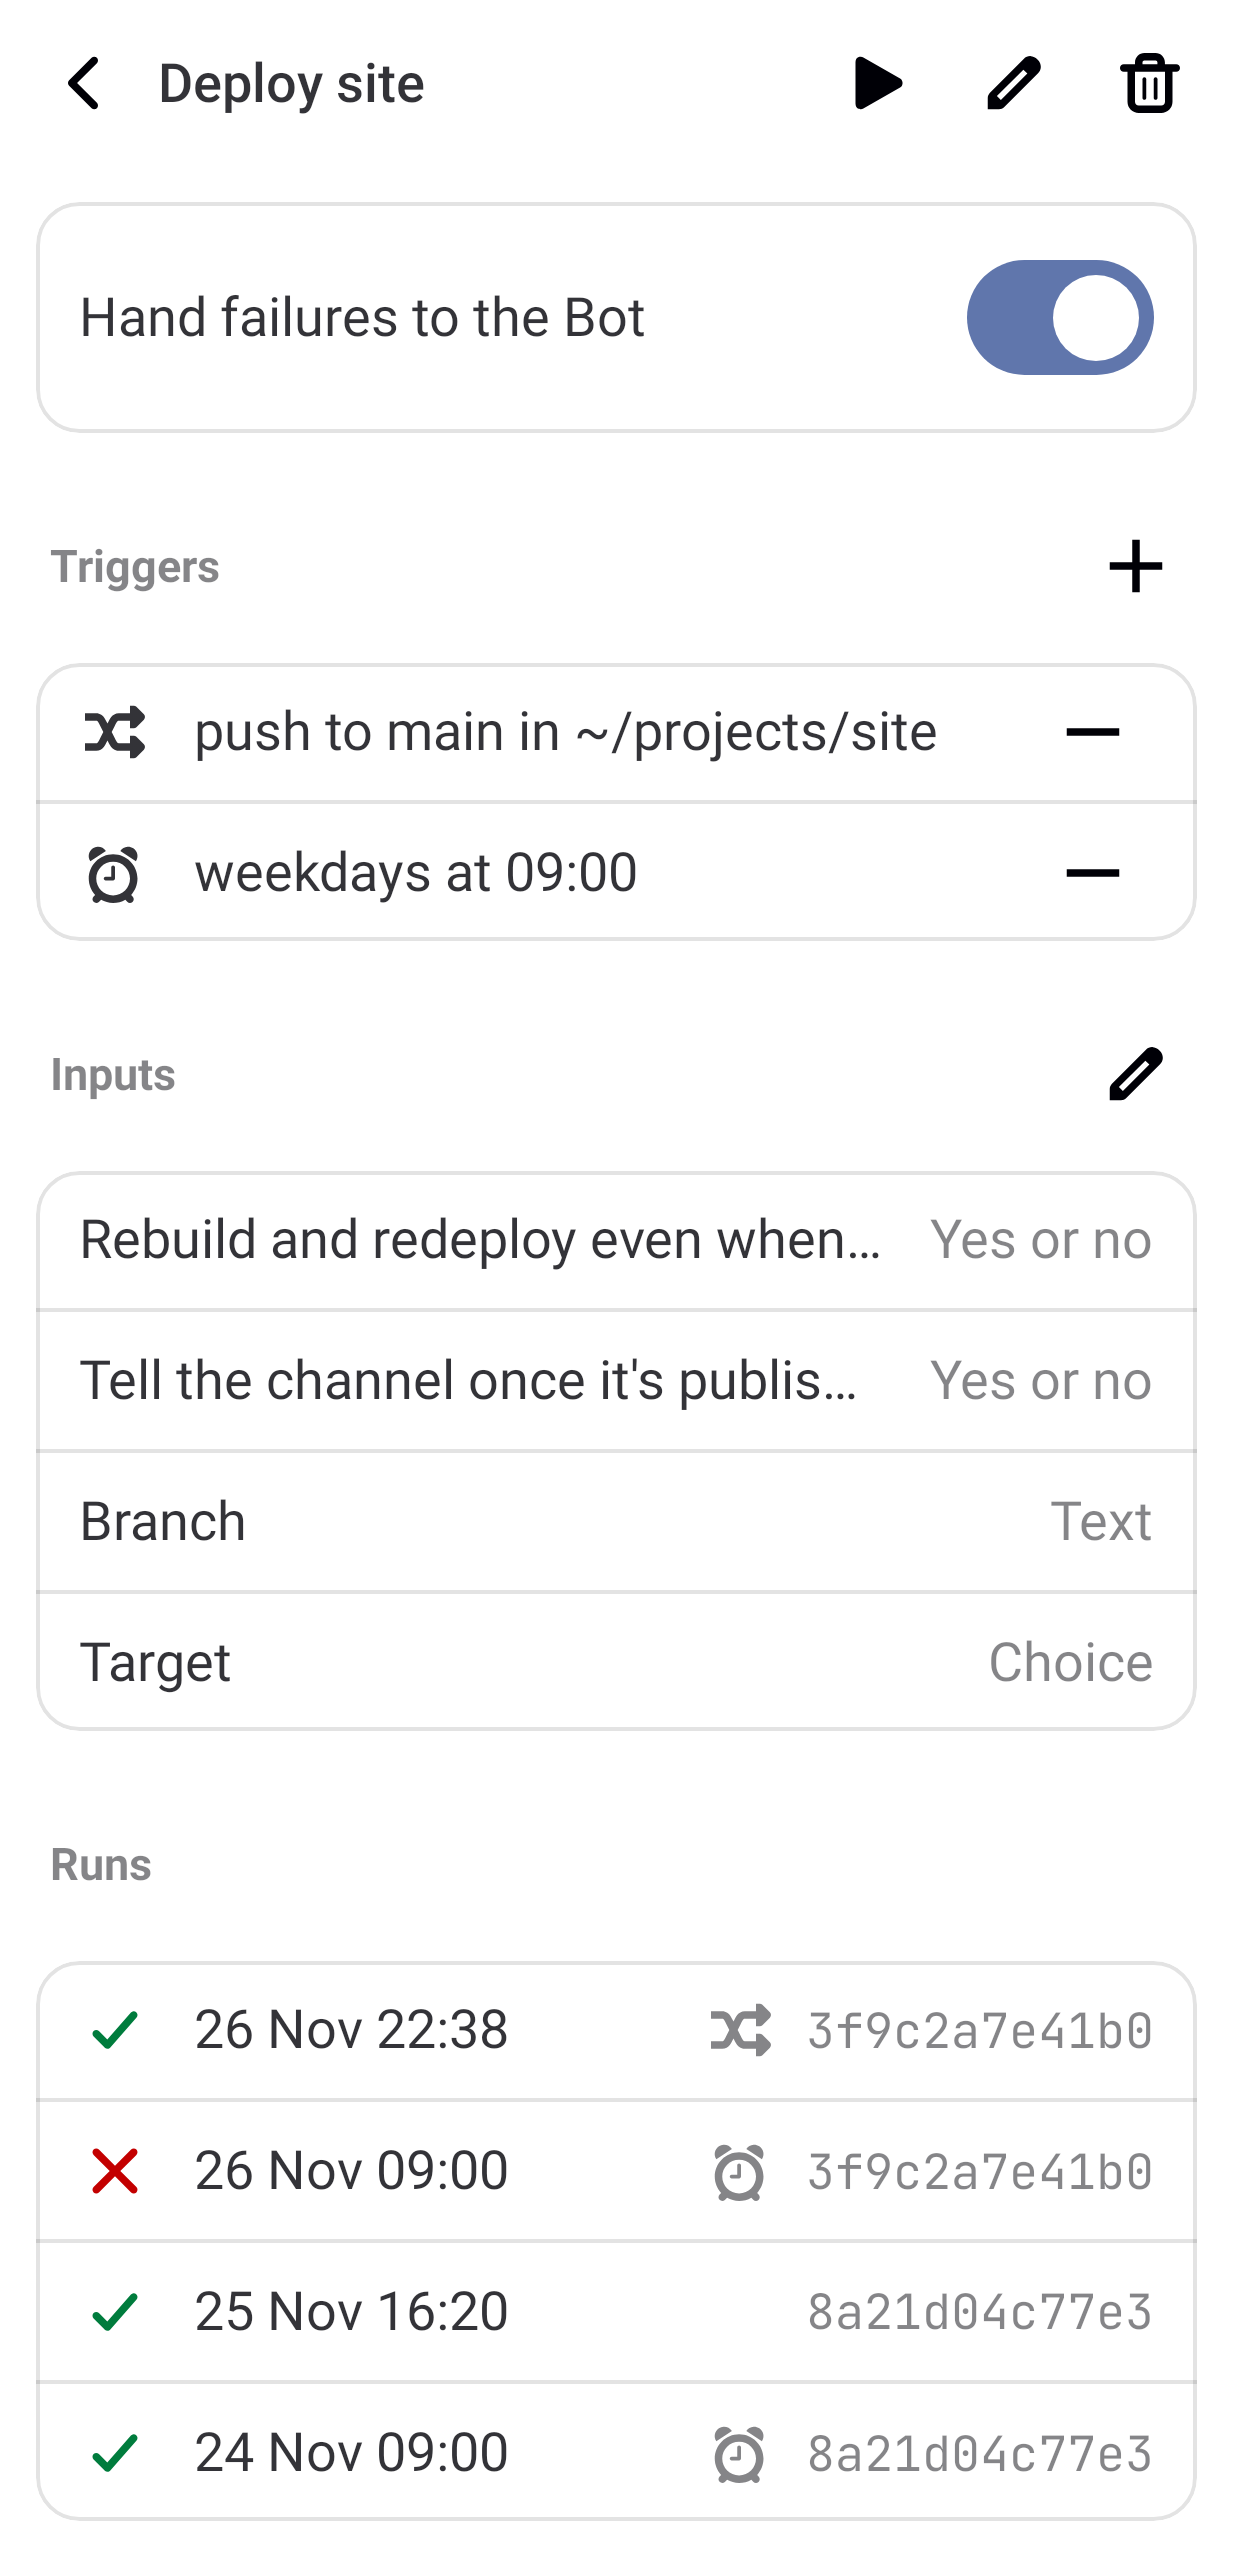 Deploy site
Hand failures to the Bot
Triggers
push to main in ~/projects/site
weekdays at 09:00
Inputs
Rebuild and redeploy even when… Yes or no
Tell the channel once it's publis… Yes or no
Branch Text
Target Choice
Runs
26 Nov 22:38 3f9c2a7e41b0
26 Nov 09:00 3f9c2a7e41b0
25 Nov 16:20 8a21d04c77e3
24 Nov 09:00 8a21d04c77e3